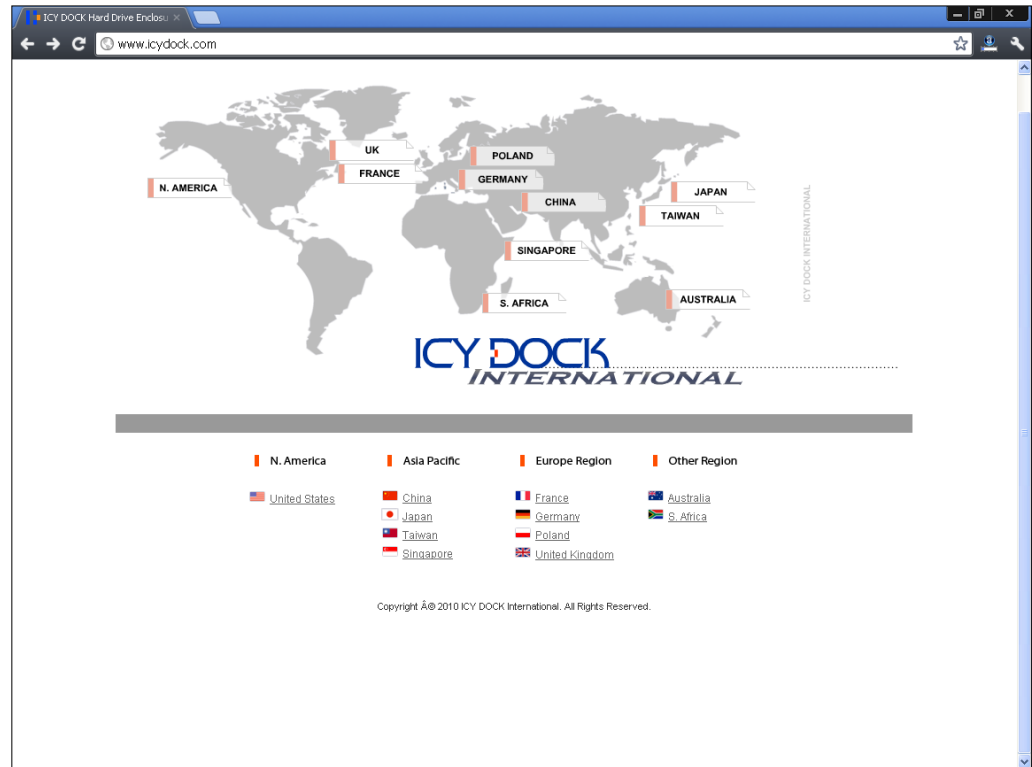 ICY DOCK Hard Drive Enclosu
www.icydock.com
UK
POLAND
FRANCE
GERMANY
N. AMERICA
JAPAN
CHINA
TAIWAN
SINGAPORE
S. AFRICA
AUSTRALIA
ICY DOCK INTERNATIONAL
ICY DOCK
INTERNATIONAL
N. America
United States
Asia Pacific
China
Japan
Taiwan
Singapore
Europe Region
France
Germany
Poland
United Kingdom
Other Region
Australia
S. Africa
Copyright Â© 2010 ICY DOCK International. All Rights Reserved.